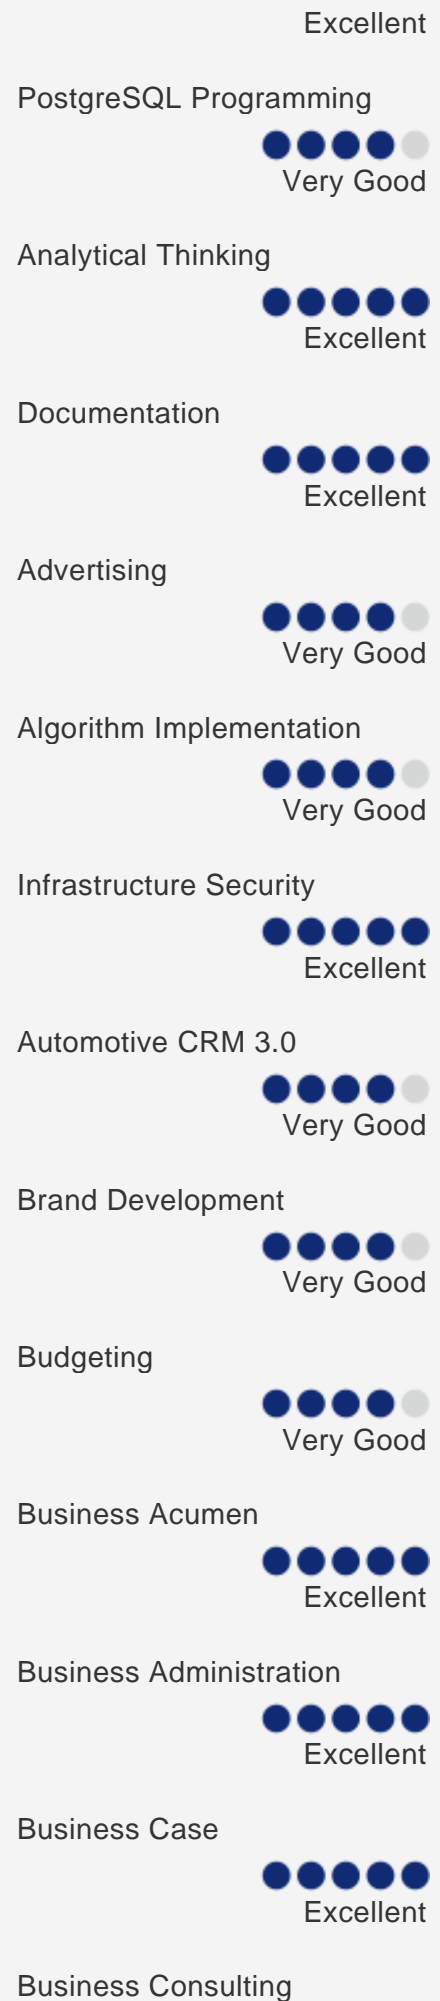 Excellent
PostgreSQL Programming
Very Good
Analytical Thinking
Excellent
Documentation
Excellent
Advertising
Very Good
Algorithm Implementation
Very Good
Infrastructure Security
Excellent
Automotive CRM 3.0
Very Good
Brand Development
Very Good
Budgeting
Very Good
Business Acumen
Excellent
Business Administration
Excellent
Business Case
Excellent
Business Consulting